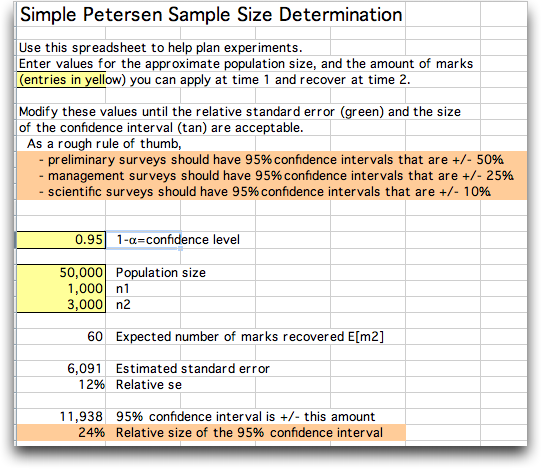 Simple Petersen Sample Size Determination
Use this spreadsheet to help plan experiments.
Enter values for the approximate population size, and the amount of marks
(entries in yellow) you can apply at time 1 and recover at time 2.
Modify these values until the relative standard error (green) and the size
of the confidence interval (tan) are acceptable.
As a rough rule of thumb,
- preliminary surveys should have 95% confidence intervals that are +/- 50%
- management surveys should have 95% confidence intervals that are +/- 25%
- scientific surveys should have 95% confidence intervals that are +/- 10%
0.95 1-α=confidence level
50,000 Population size
1,000 n1
3,000 n2
60 Expected number of marks recovered E[m2]
6,091 Estimated standard error
12% Relative se
11,938 95% confidence interval is +/- this amount
24% Relative size of the 95% confidence interval